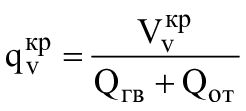 q_v^кр = V_v^кр / (Q_гв + Q_от)